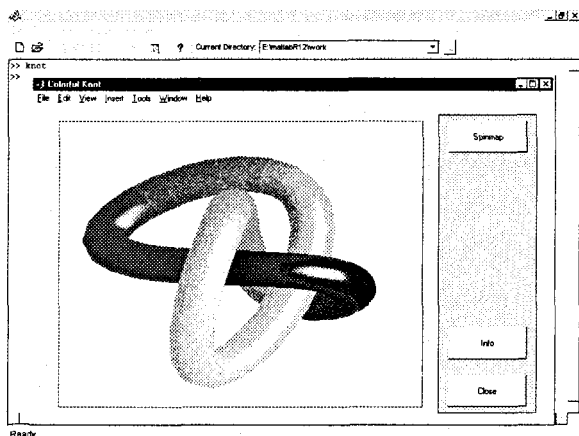 Current Directory: E:\matlabR12\work
>> knot
>>
Colorful Knot
File Edit View Insert Tools Window Help
Spinmap
Info
Close
Ready